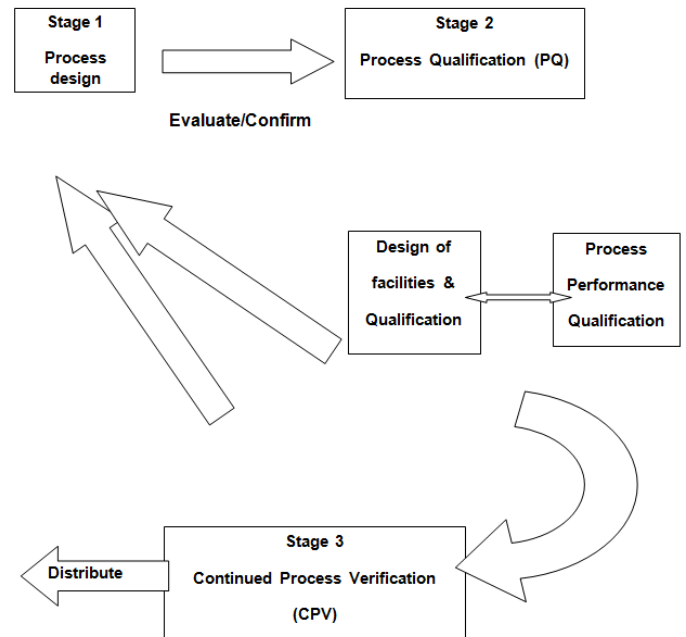 Stage 1
Process
design
Stage 2
Process Qualification (PQ)
Evaluate/Confirm
Design of
facilities &
Qualification
Process
Performance
Qualification
Stage 3
Continued Process Verification
(CPV)
Distribute